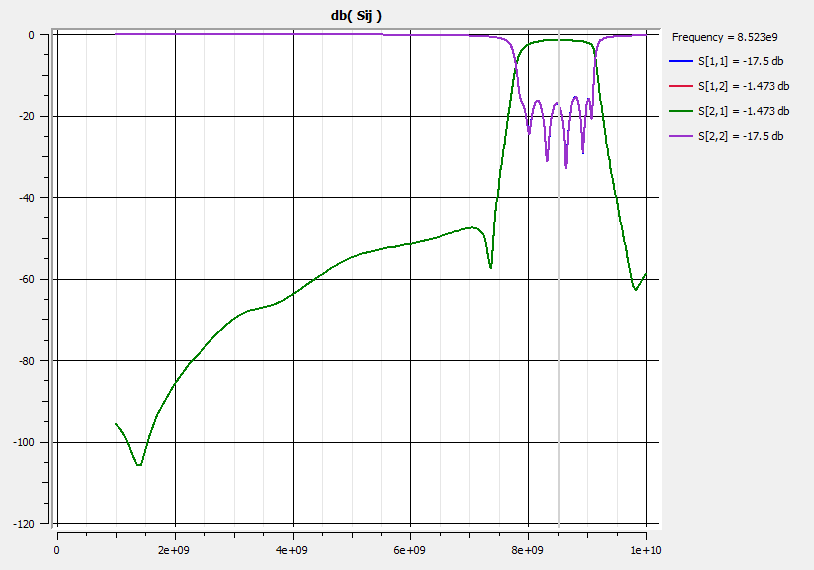 db( Sij )
Frequency = 8.523e9
S[1,1] = -17.5 db
S[1,2] = -1.473 db
S[2,1] = -1.473 db
S[2,2] = -17.5 db
0
-20
-40
-60
-80
-100
-120
0
2e+09
4e+09
6e+09
8e+09
1e+10